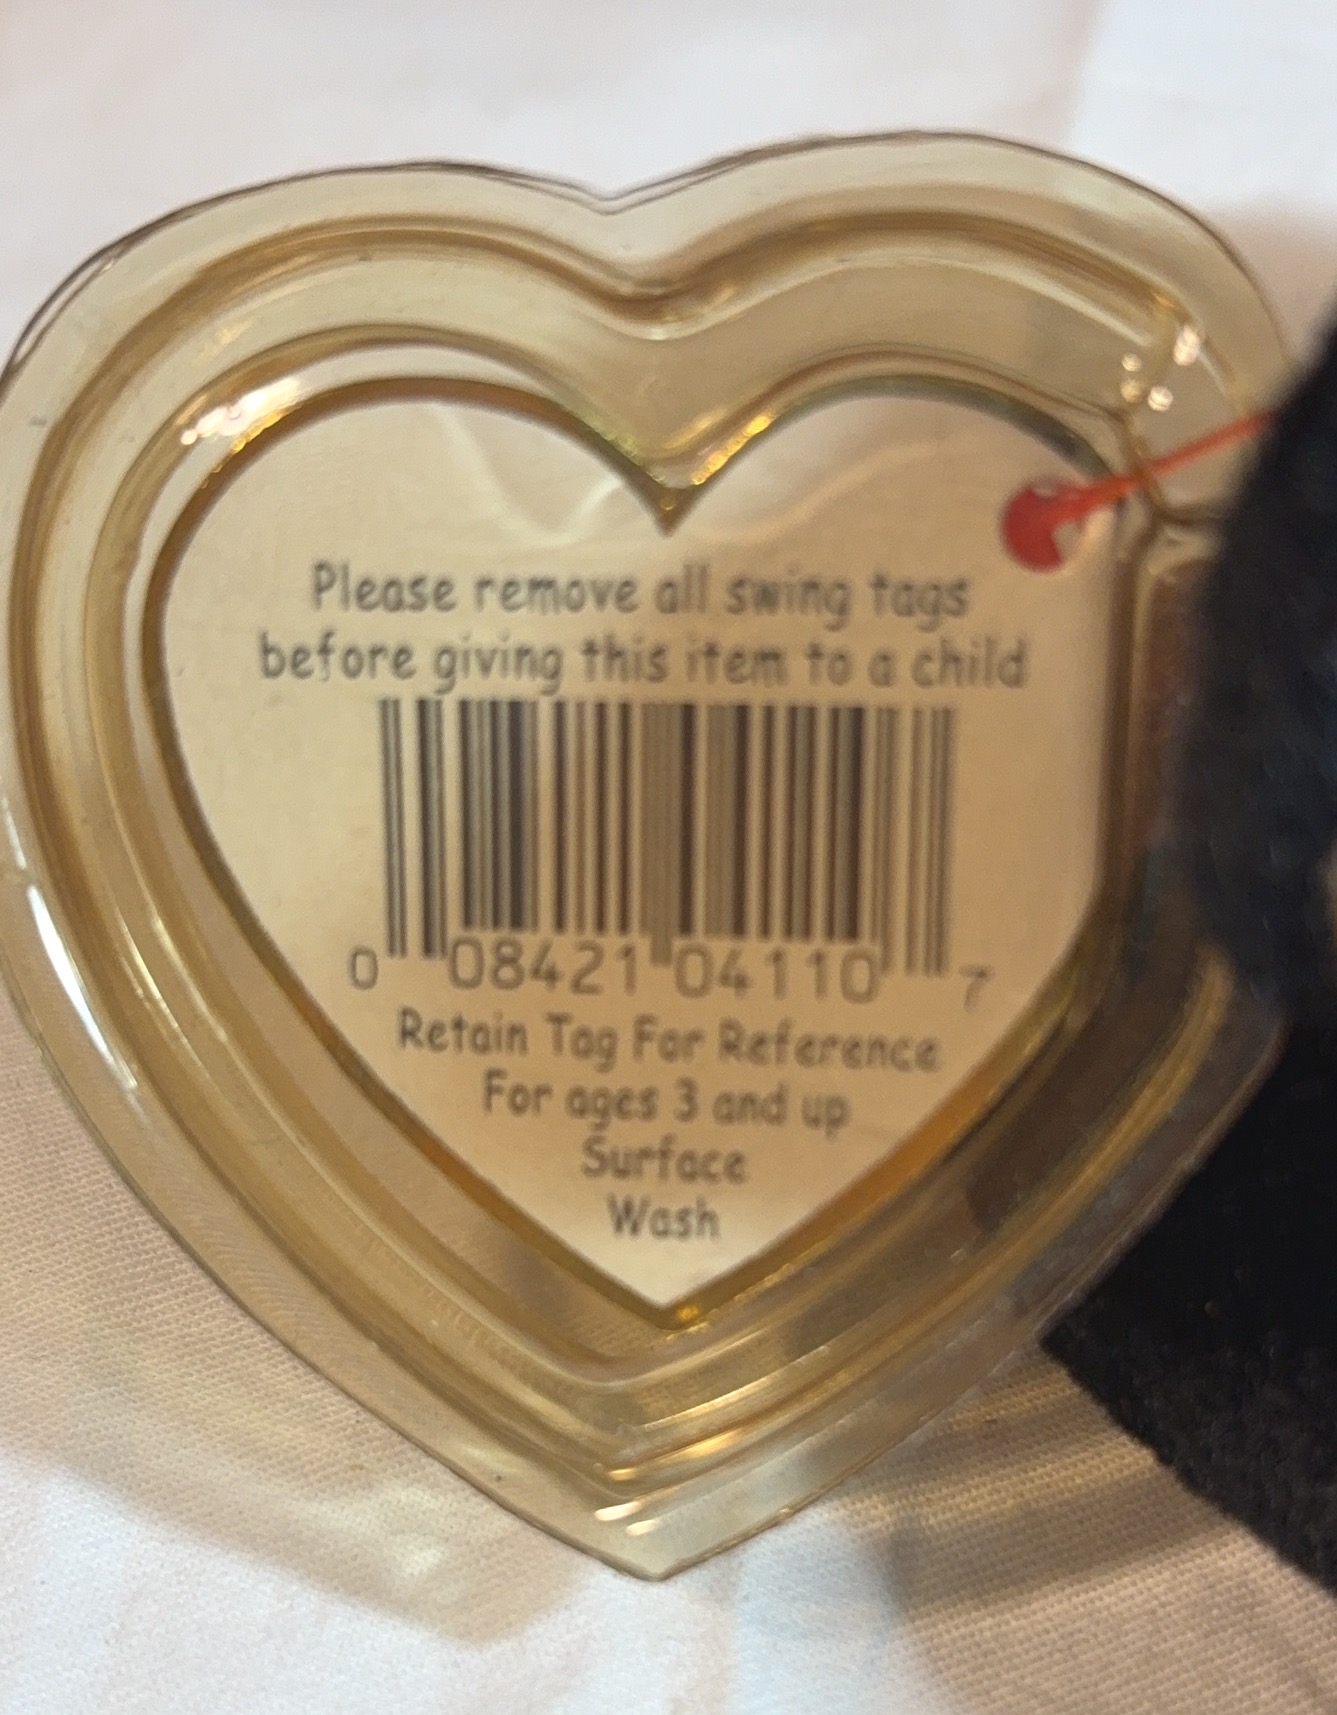 Please remove all swing tags
before giving this item to a child
0 08421 04110 7
Retain Tag For Reference
For ages 3 and up
Surface
Wash